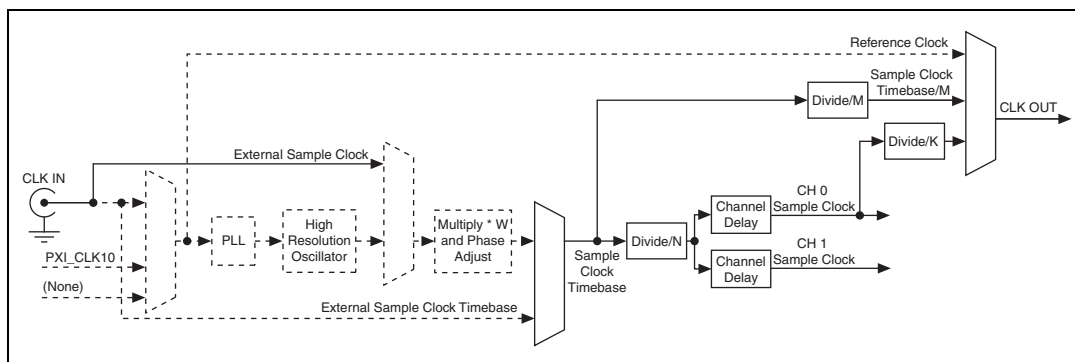 Reference Clock
Sample Clock
Timebase/M
Divide/M
CLK OUT
Divide/K
External Sample Clock
CLK IN
CH 0
Sample Clock
Channel
Delay
PLL
High
Resolution
Oscillator
Multiply * W
and Phase
Adjust
Divide/N
PXI_CLK10
Sample
Clock
Timebase
CH 1
Sample Clock
Channel
Delay
(None)
External Sample Clock Timebase